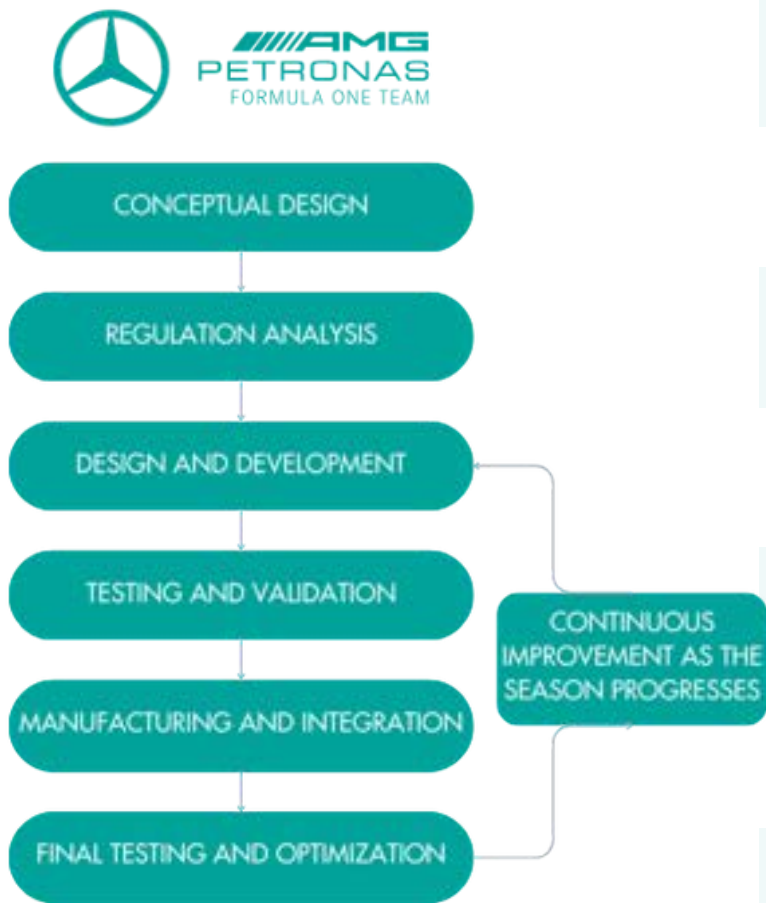 AMG
PETRONAS
FORMULA ONE TEAM
CONCEPTUAL DESIGN
REGULATION ANALYSIS
DESIGN AND DEVELOPMENT
TESTING AND VALIDATION
CONTINUOUS
IMPROVEMENT AS THE
SEASON PROGRESSES
MANUFACTURING AND INTEGRATION
FINAL TESTING AND OPTIMIZATION